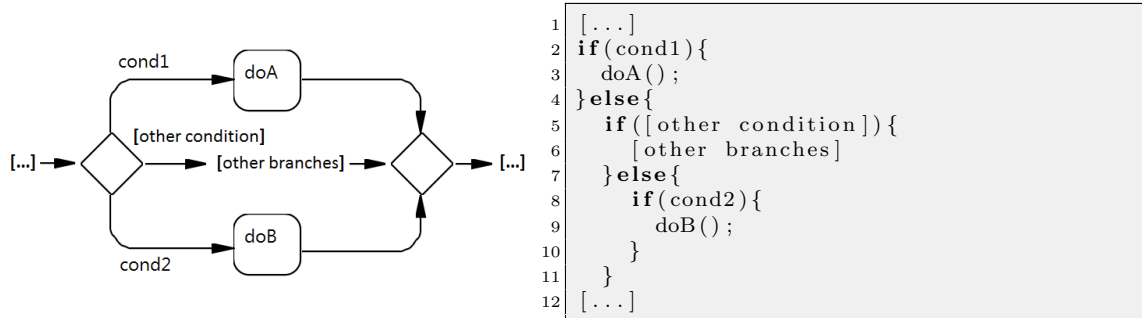 cond1
doA
[other condition]
[...]
[other branches]
[...]
doB
cond2
1 [...]
2 if(cond1){
3 doA();
4 }else{
5 if([other condition]){
6 [other branches]
7 }else{
8 if(cond2){
9 doB();
10 }
11 }
12 [...]